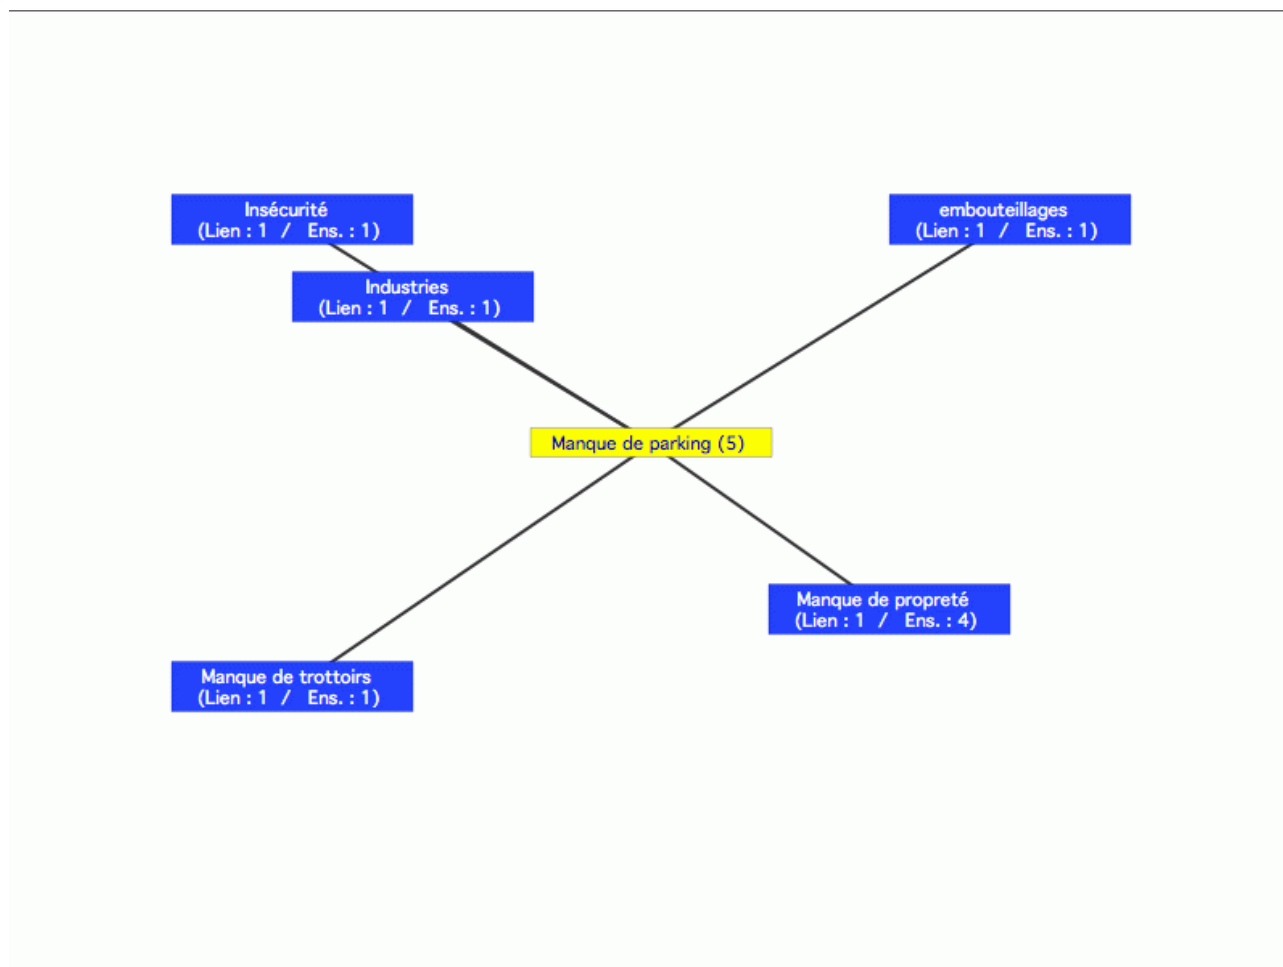 Insécurité
(Lien : 1 / Ens. : 1)
embouteillages
(Lien : 1 / Ens. : 1)
Industries
(Lien : 1 / Ens. : 1)
Manque de parking (5)
Manque de propreté
(Lien : 1 / Ens. : 4)
Manque de trottoirs
(Lien : 1 / Ens. : 1)